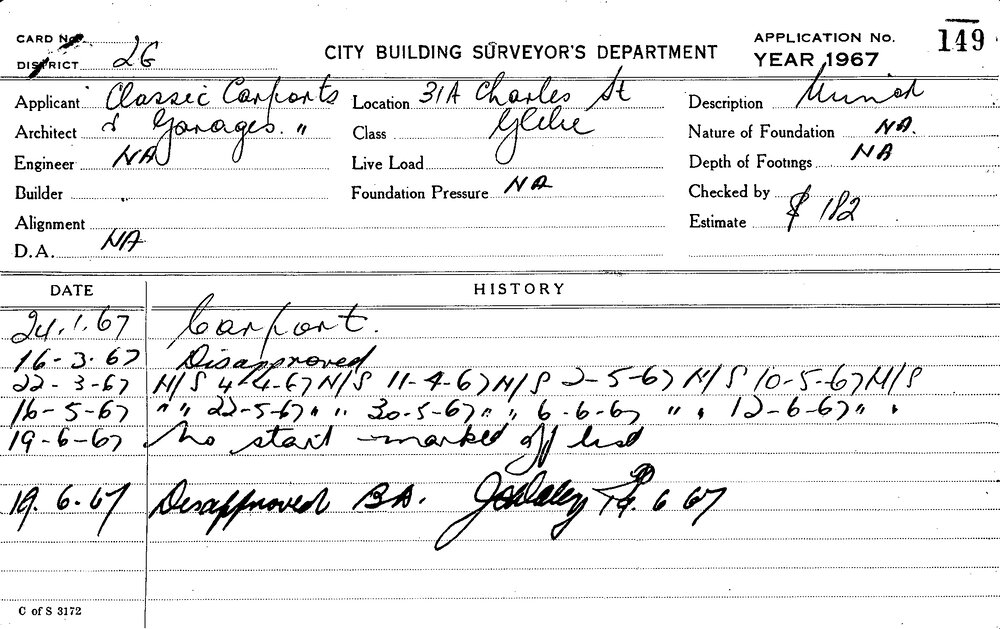 CARD No.
DISTRICT 26
CITY BUILDING SURVEYOR'S DEPARTMENT
APPLICATION No. 149
YEAR 1967
Applicant Classic Carports Location 31A Charles St Description Minor
Architect & Garages. " Class Glebe Nature of Foundation NA.
Engineer NA Live Load Depth of Footings NA
Builder Foundation Pressure NA Checked by
Alignment Estimate $ 182
D.A. NA
DATE HISTORY
24.1.67 Carport.
16-3.67 Disapproved
22-3-67 N/S 4-4-67 N/S 11-4-67 N/S 2-5-67 N/S 10-5-67 N/S
16-5-67 " " 22-5-67 " " 30-5-67 " " 6-6-67 " " 12-6-67 " "
19-6-67 No start marked off list
19.6.67 Disapproved BA. 19.6 67
C of S 3172